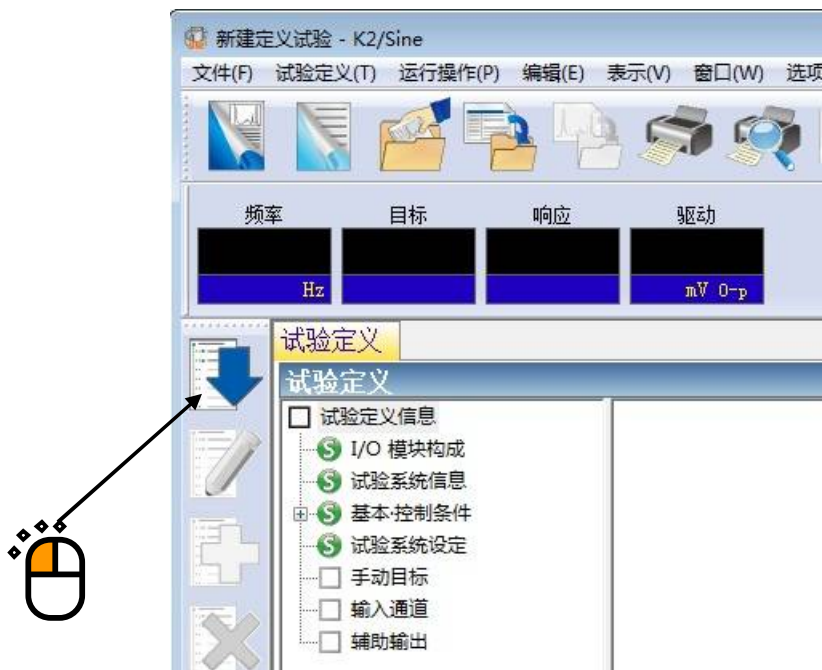 新建定义试验 - K2/Sine
文件(F) 试验定义(T) 运行操作(P) 编辑(E) 表示(V) 窗口(W) 选项
频率 目标 响应 驱动
Hz mV 0-p
试验定义
试验定义
试验定义信息
I/O 模块构成
试验系统信息
基本·控制条件
试验系统设定
手动目标
输入通道
辅助输出